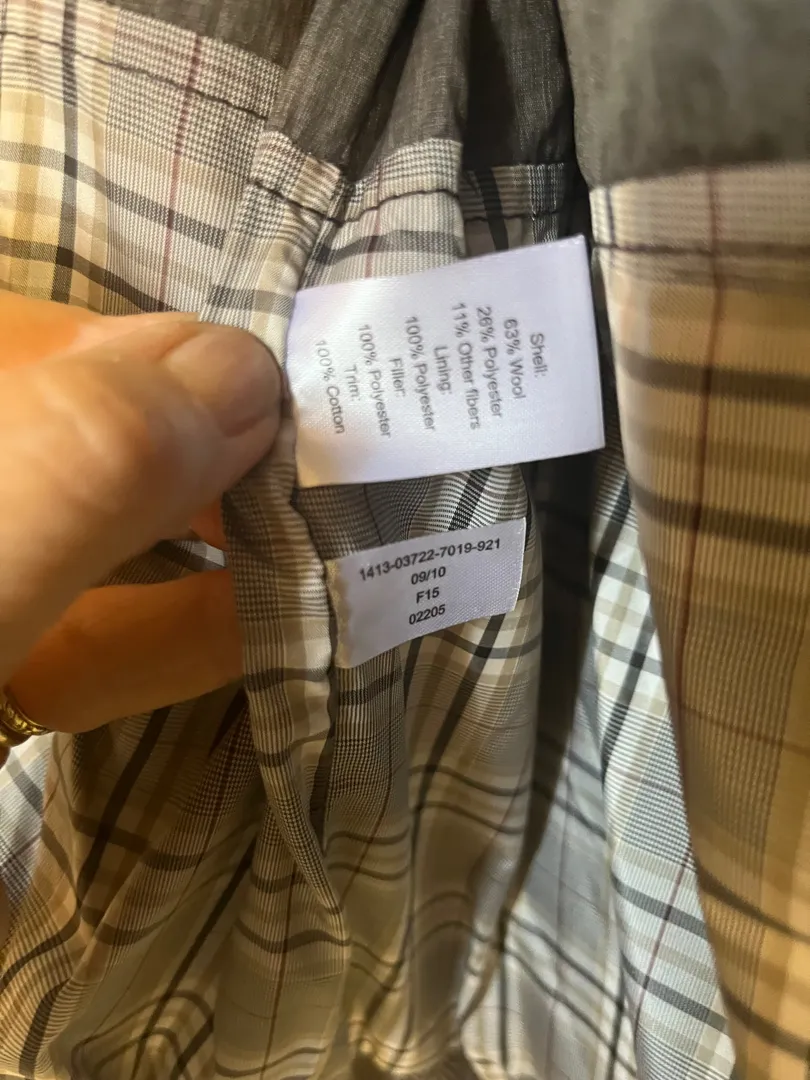 Shell:
63% Wool
26% Polyester
11% Other fibers
Lining:
100% Polyester
Filler:
100% Polyester
Trim:
100% Cotton
1413-03722-7019-921
09/10
F15
02205